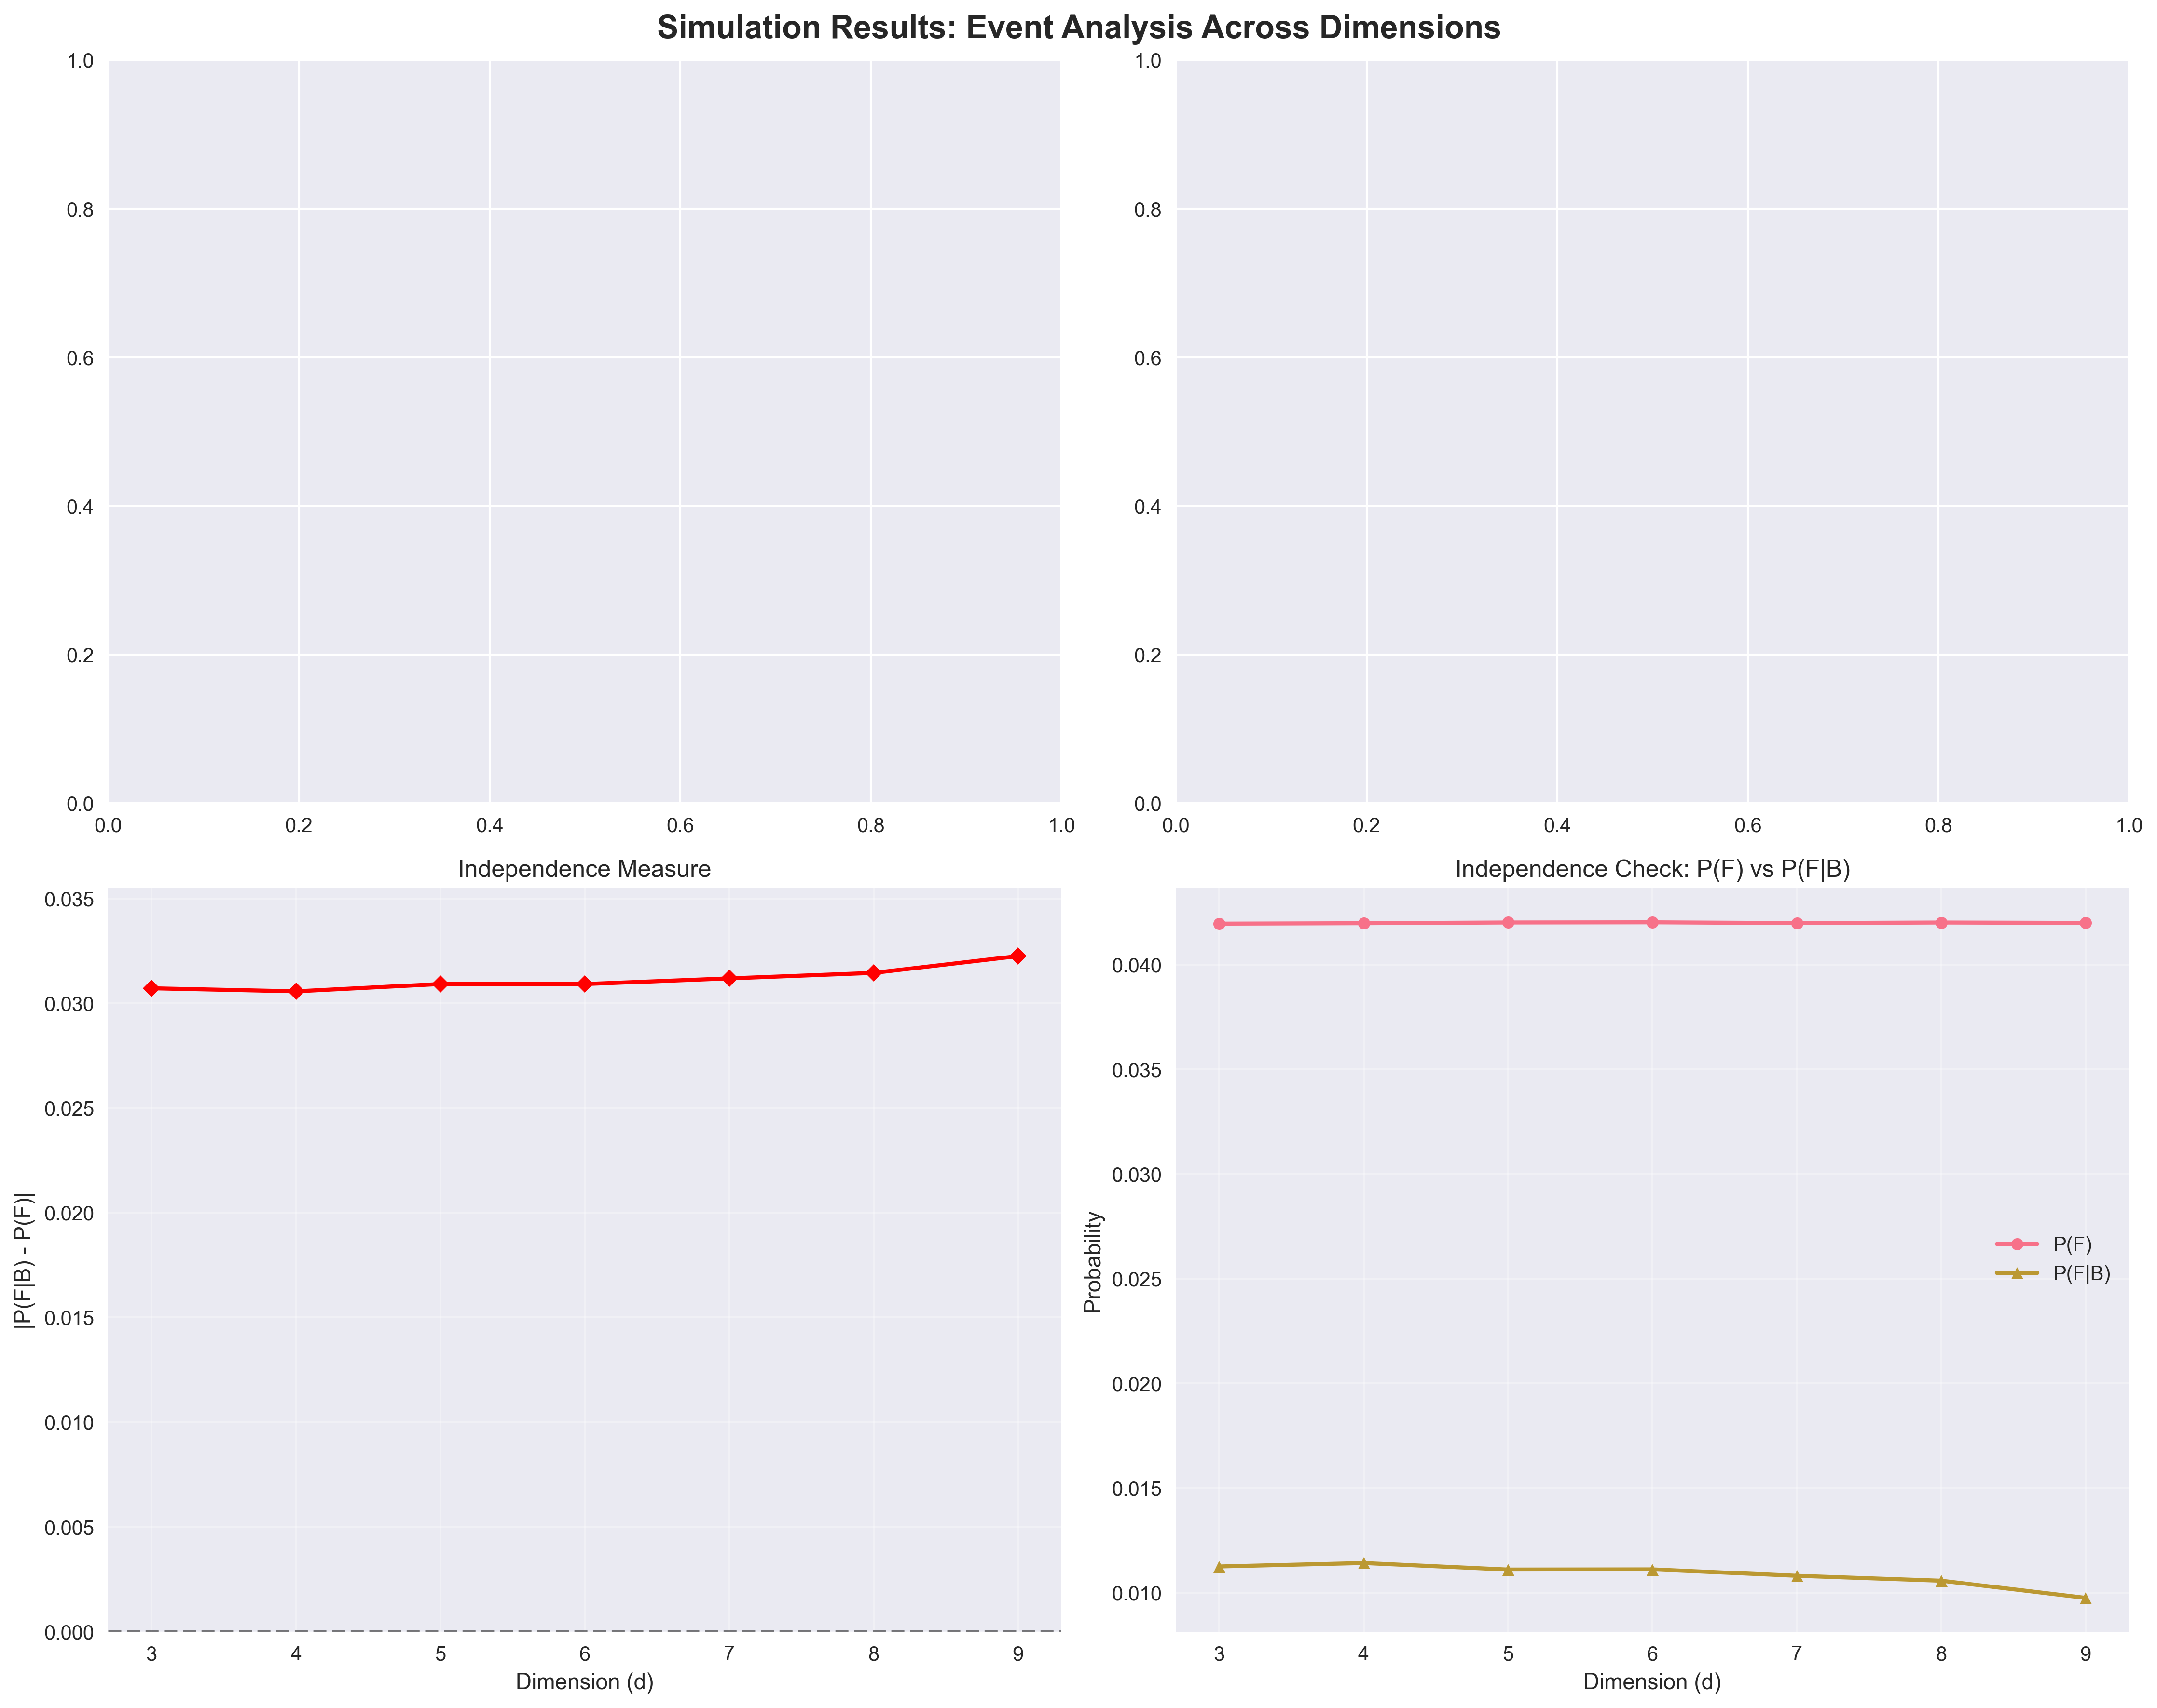 Simulation Results: Event Analysis Across Dimensions
1.0
0.8
0.6
0.4
0.2
0.0
0.0 0.2 0.4 0.6 0.8 1.0
1.0
0.8
0.6
0.4
0.2
0.0
0.0 0.2 0.4 0.6 0.8 1.0
Independence Measure
|P(F|B) - P(F)|
0.035
0.030
0.025
0.020
0.015
0.010
0.005
0.000
3 4 5 6 7 8 9
Dimension (d)
Independence Check: P(F) vs P(F|B)
Probability
0.040
0.035
0.030
0.025
0.020
0.015
0.010
P(F)
P(F|B)
3 4 5 6 7 8 9
Dimension (d)